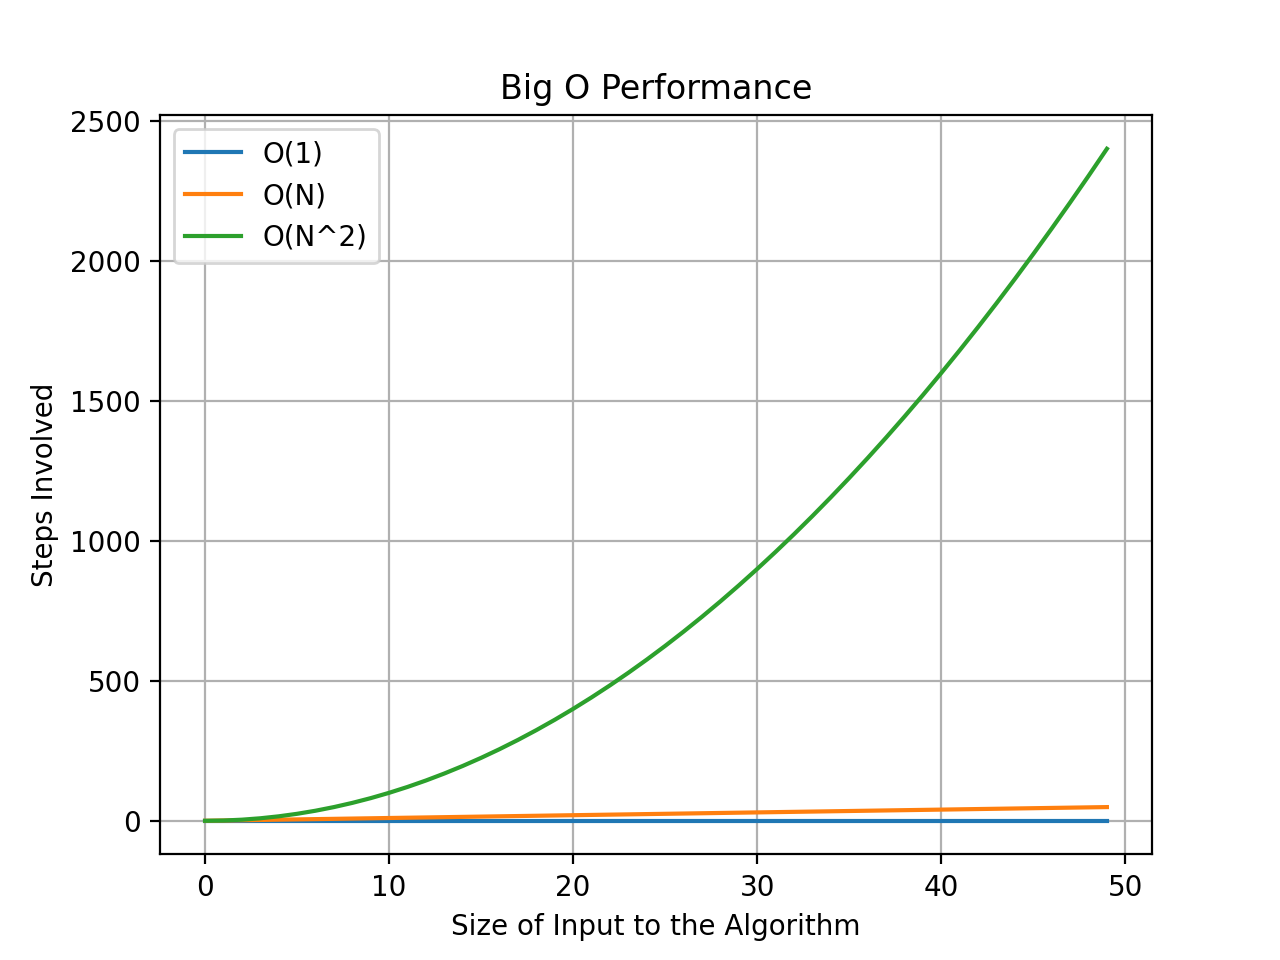 Big O Performance
2500
2000
1500
1000
500
0
Steps Involved
O(1)
O(N)
O(N^2)
0 10 20 30 40 50
Size of Input to the Algorithm